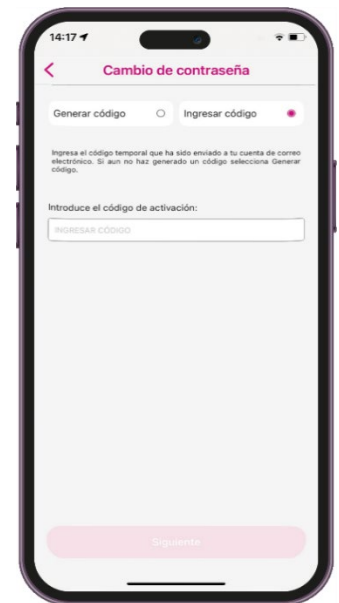 14:17
Cambio de contraseña
Generar código
Ingresar código
Ingresa el código temporal que ha sido enviado a tu cuenta de correo
electrónico. Si aun no haz generado un código selecciona Generar
código.
Introduce el código de activación:
INGRESAR CÓDIGO
Siguiente